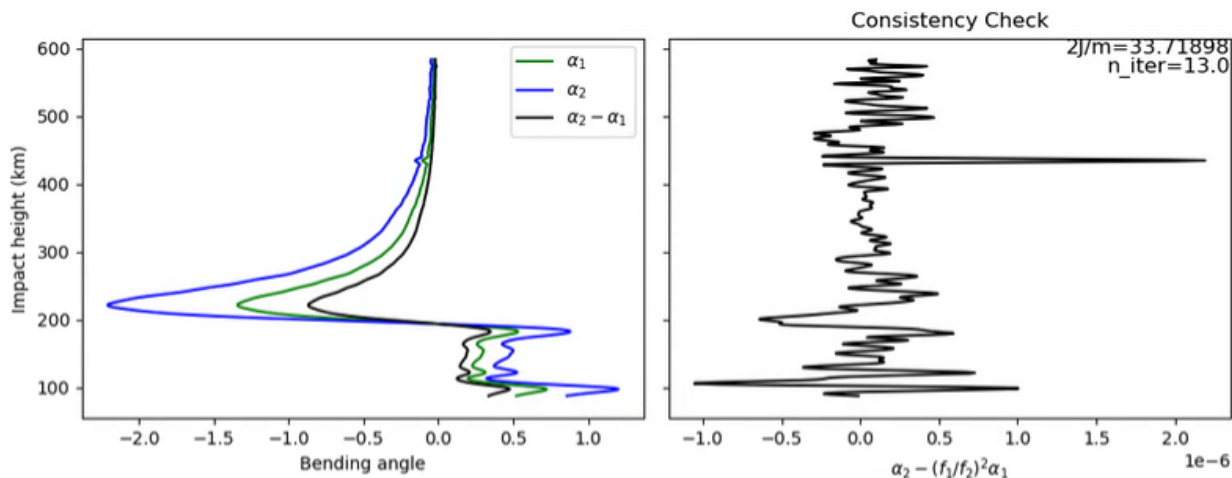 Consistency Check
600
500
400
300
200
100
Impact height (km)
α₁
α₂
α₂ − α₁
−2.0 −1.5 −1.0 −0.5 0.0 0.5 1.0
Bending angle
2J/m=33.71898
n_iter=13.0
−1.0 −0.5 0.0 0.5 1.0 1.5 2.0
1e-6
α₂ − (f₁/f₂)²α₁